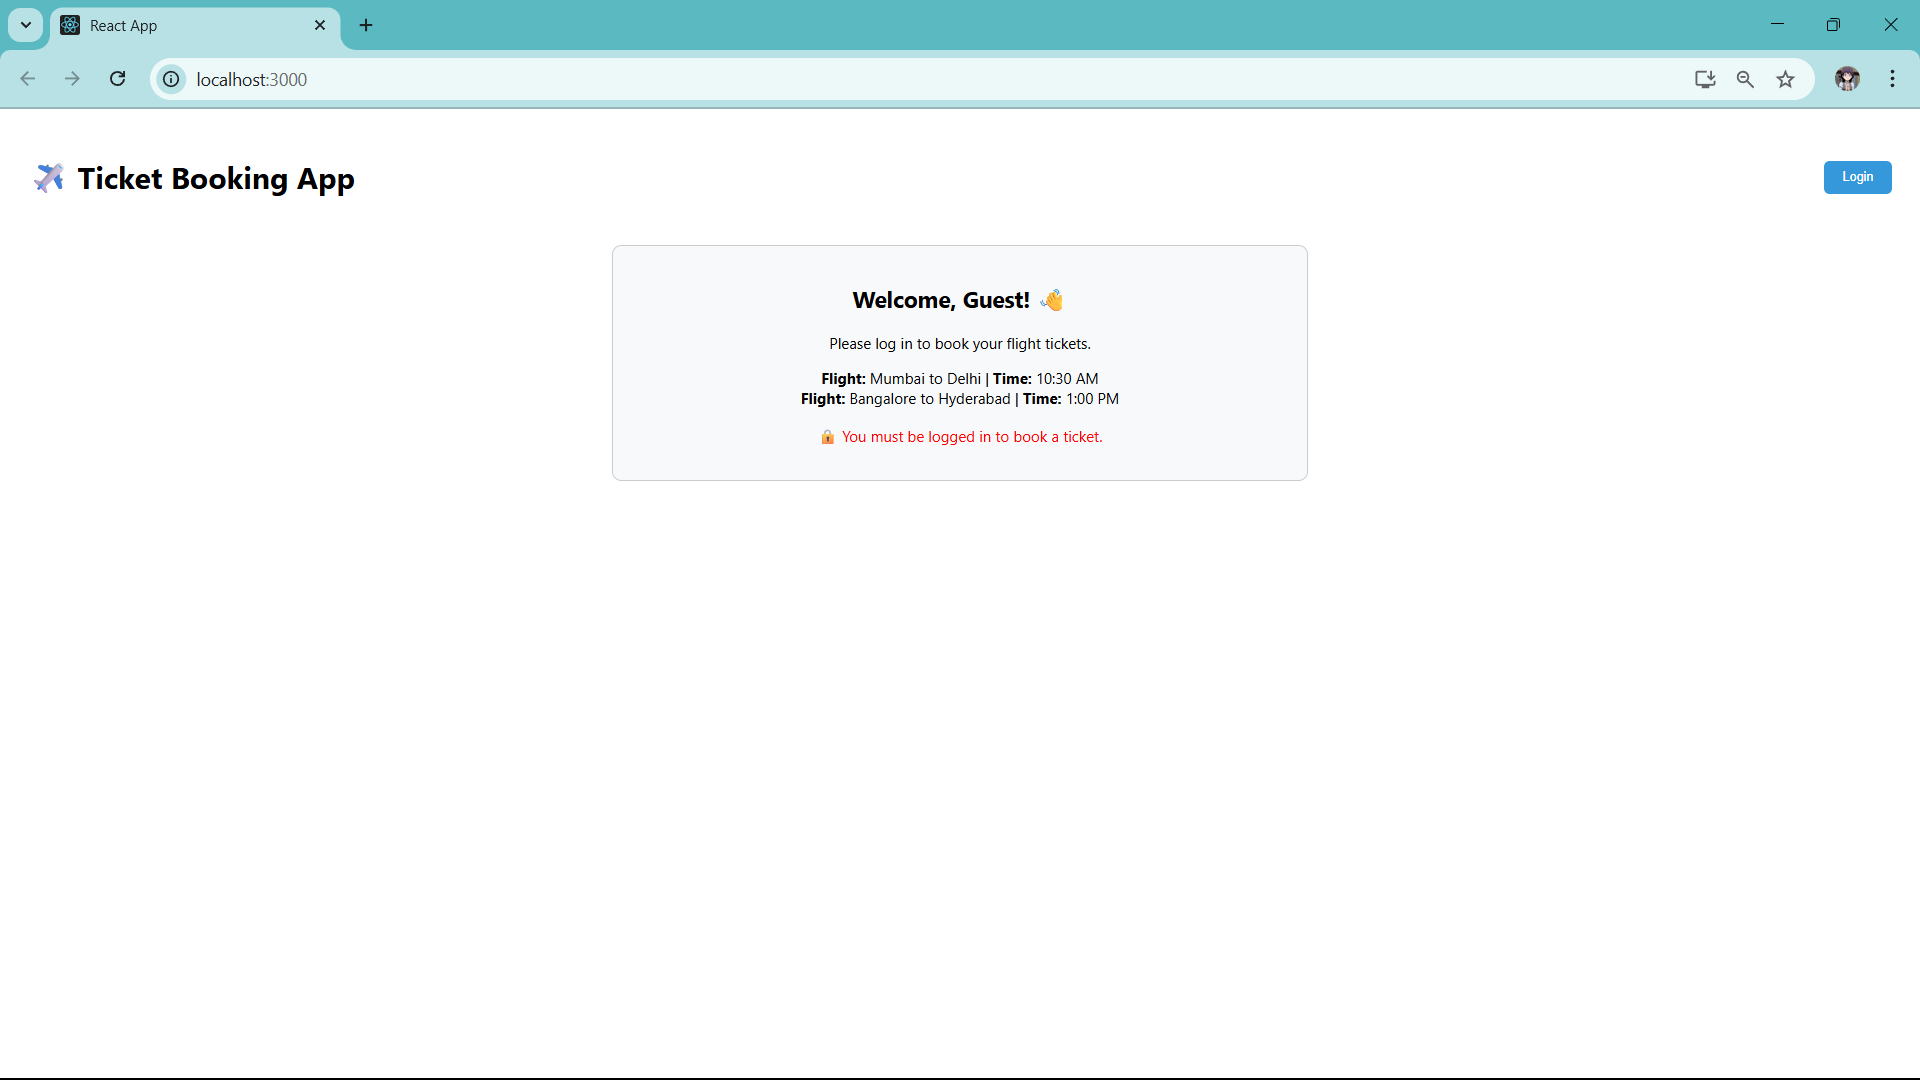 React App
localhost:3000
✈️ Ticket Booking App
Login
Welcome, Guest! 👋
Please log in to book your flight tickets.
Flight: Mumbai to Delhi | Time: 10:30 AM
Flight: Bangalore to Hyderabad | Time: 1:00 PM
🔒 You must be logged in to book a ticket.